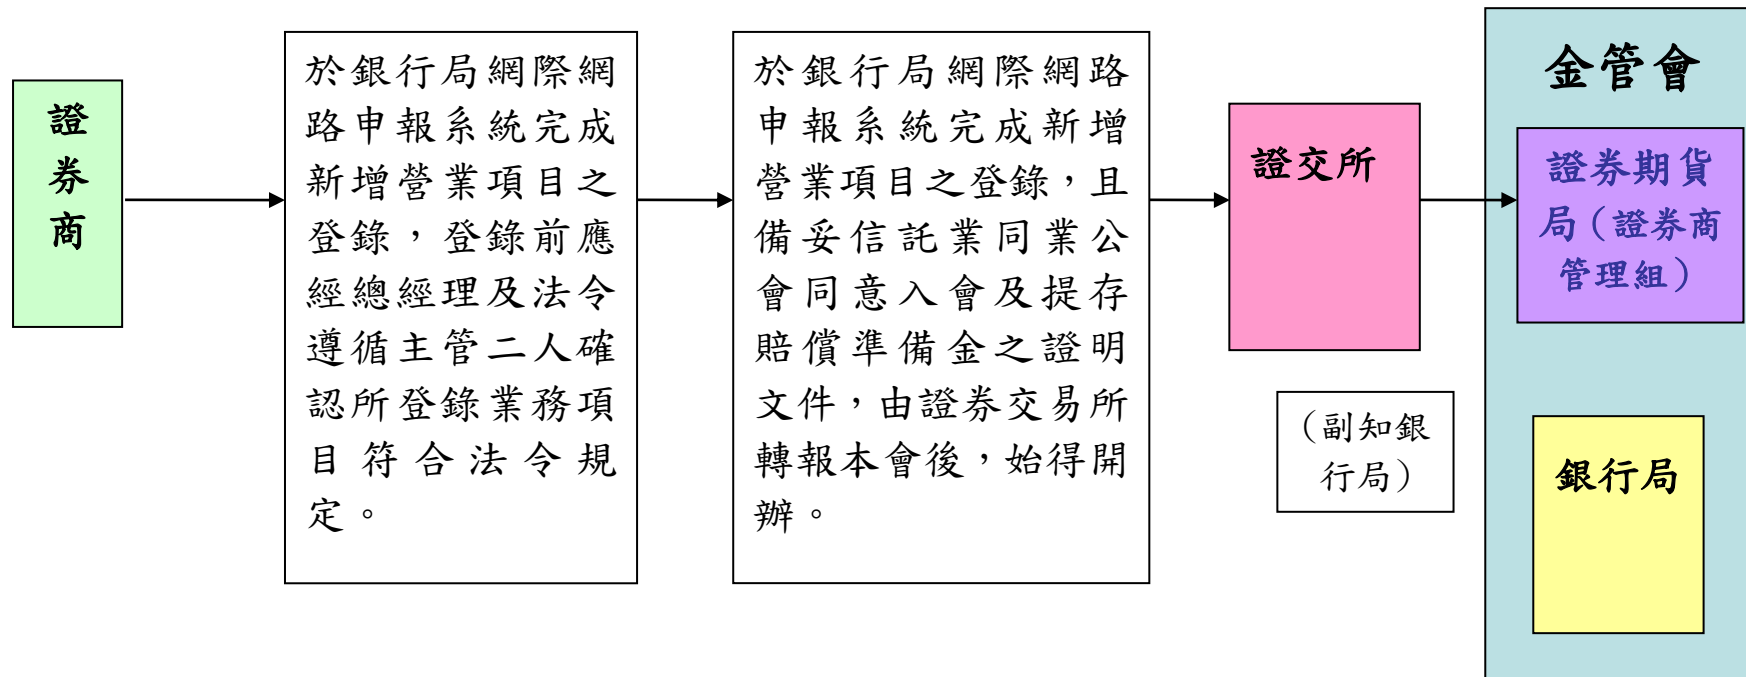 證
券
商
於銀行局網際網
路申報系統完成
新增營業項目之
登錄，登錄前應
經總經理及法令
遵循主管二人確
認所登錄業務項
目符合法令規
定。
於銀行局網際網路
申報系統完成新增
營業項目之登錄，且
備妥信託業同業公
會同意入會及提存
賠償準備金之證明
文件，由證券交易所
轉報本會後，始得開
辦。
證交所
（副知銀
行局）
金管會
證券期貨
局（證券商
管理組）
銀行局